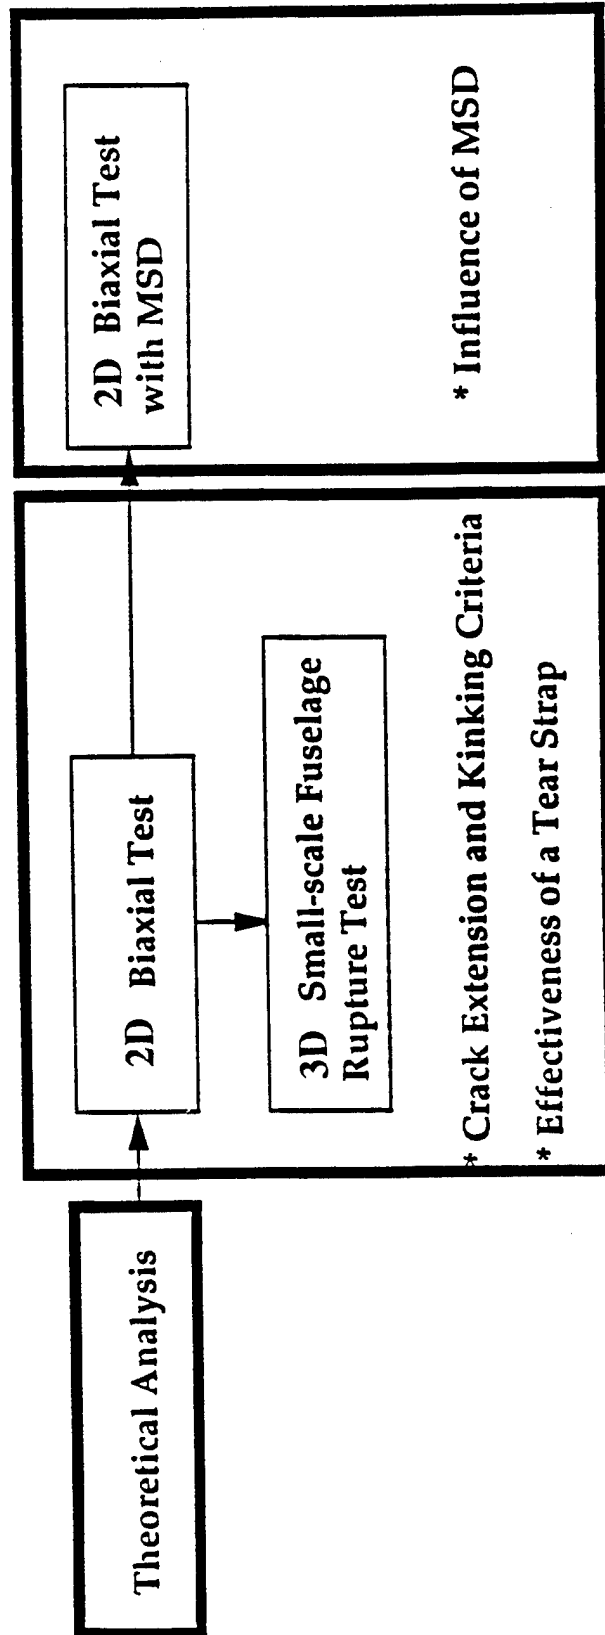 Theoretical Analysis
2D Biaxial Test
3D Small-scale Fuselage
Rupture Test
* Crack Extension and Kinking Criteria
* Effectiveness of a Tear Strap
2D Biaxial Test
with MSD
* Influence of MSD